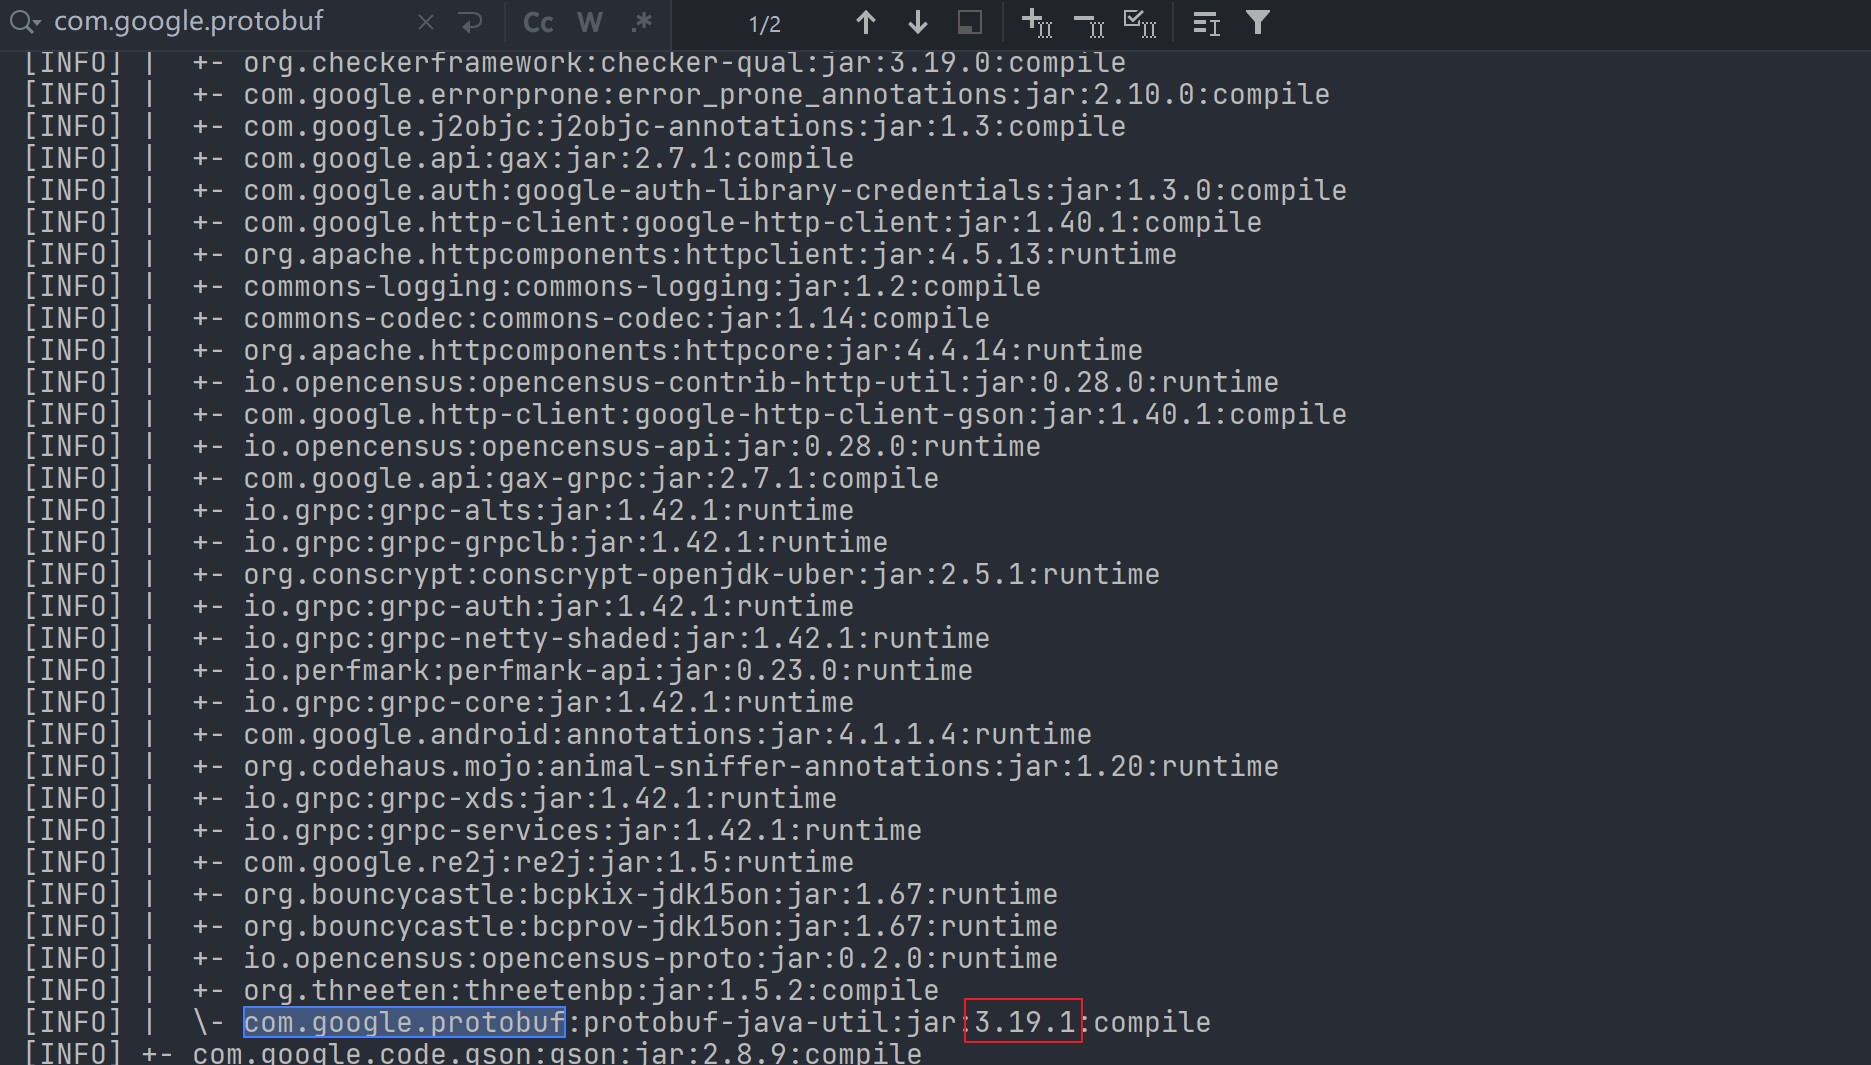 com.google.protobuf × Cc W .* 1/2
[INFO] |  +- org.checkerframework:checker-qual:jar:3.19.0:compile
[INFO] |  +- com.google.errorprone:error_prone_annotations:jar:2.10.0:compile
[INFO] |  +- com.google.j2objc:j2objc-annotations:jar:1.3:compile
[INFO] |  +- com.google.api:gax:jar:2.7.1:compile
[INFO] |  +- com.google.auth:google-auth-library-credentials:jar:1.3.0:compile
[INFO] |  +- com.google.http-client:google-http-client:jar:1.40.1:compile
[INFO] |  +- org.apache.httpcomponents:httpclient:jar:4.5.13:runtime
[INFO] |  +- commons-logging:commons-logging:jar:1.2:compile
[INFO] |  +- commons-codec:commons-codec:jar:1.14:compile
[INFO] |  +- org.apache.httpcomponents:httpcore:jar:4.4.14:runtime
[INFO] |  +- io.opencensus:opencensus-contrib-http-util:jar:0.28.0:runtime
[INFO] |  +- com.google.http-client:google-http-client-gson:jar:1.40.1:compile
[INFO] |  +- io.opencensus:opencensus-api:jar:0.28.0:runtime
[INFO] |  +- com.google.api:gax-grpc:jar:2.7.1:compile
[INFO] |  +- io.grpc:grpc-alts:jar:1.42.1:runtime
[INFO] |  +- io.grpc:grpc-grpclb:jar:1.42.1:runtime
[INFO] |  +- org.conscrypt:conscrypt-openjdk-uber:jar:2.5.1:runtime
[INFO] |  +- io.grpc:grpc-auth:jar:1.42.1:runtime
[INFO] |  +- io.grpc:grpc-netty-shaded:jar:1.42.1:runtime
[INFO] |  +- io.perfmark:perfmark-api:jar:0.23.0:runtime
[INFO] |  +- io.grpc:grpc-core:jar:1.42.1:runtime
[INFO] |  +- com.google.android:annotations:jar:4.1.1.4:runtime
[INFO] |  +- org.codehaus.mojo:animal-sniffer-annotations:jar:1.20:runtime
[INFO] |  +- io.grpc:grpc-xds:jar:1.42.1:runtime
[INFO] |  +- io.grpc:grpc-services:jar:1.42.1:runtime
[INFO] |  +- com.google.re2j:re2j:jar:1.5:runtime
[INFO] |  +- org.bouncycastle:bcpkix-jdk15on:jar:1.67:runtime
[INFO] |  +- org.bouncycastle:bcprov-jdk15on:jar:1.67:runtime
[INFO] |  +- io.opencensus:opencensus-proto:jar:0.2.0:runtime
[INFO] |  +- org.threeten:threetenbp:jar:1.5.2:compile
[INFO] |  \- com.google.protobuf:protobuf-java-util:jar:3.19.1:compile
[INFO] +- com.google.code.gson:gson:jar:2.8.9:compile